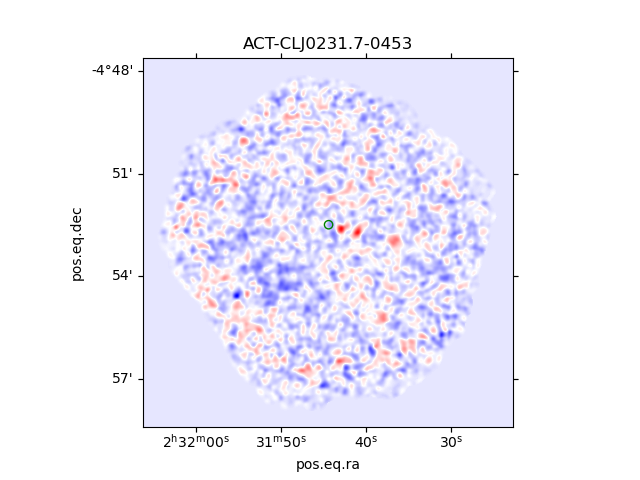 ACT-CLJ0231.7-0453
-4°48'
51'
54'
57'
pos.eq.dec
2ʰ32ᵐ00ˢ 31ᵐ50ˢ 40ˢ 30ˢ
pos.eq.ra